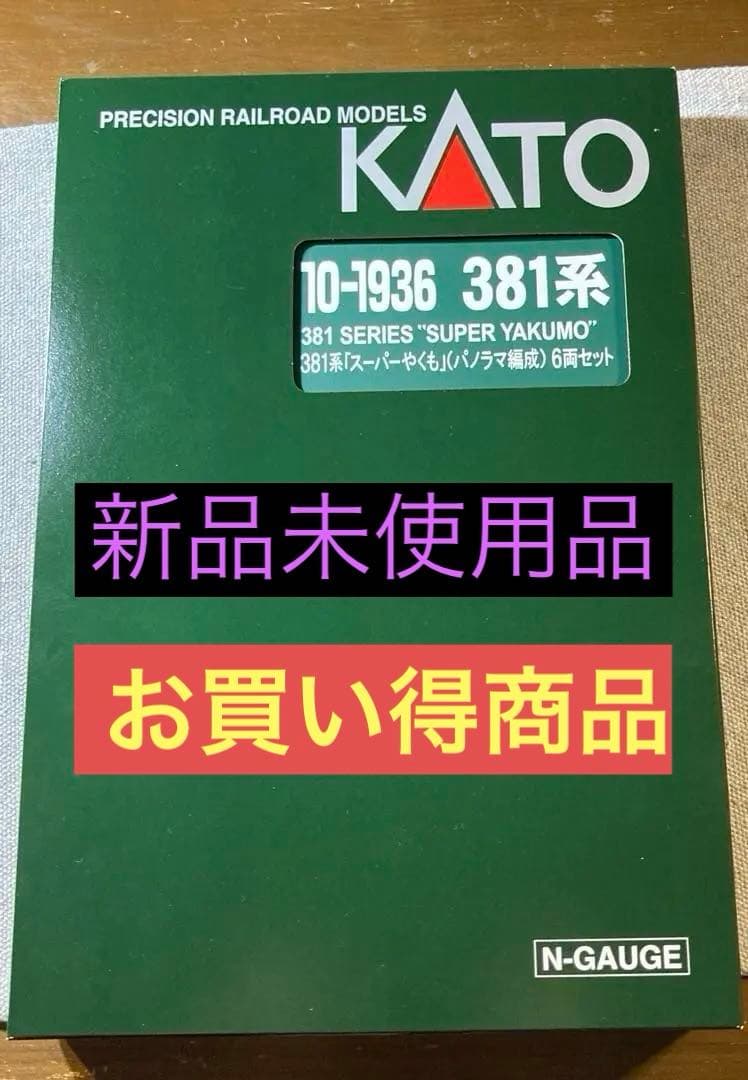 PRECISION RAILROAD MODELS
KATO
10-1936 381系
381 SERIES "SUPER YAKUMO"
381系「スーパーやくも」(パノラマ編成) 6両セット
新品未使用品
お買い得商品
N-GAUGE